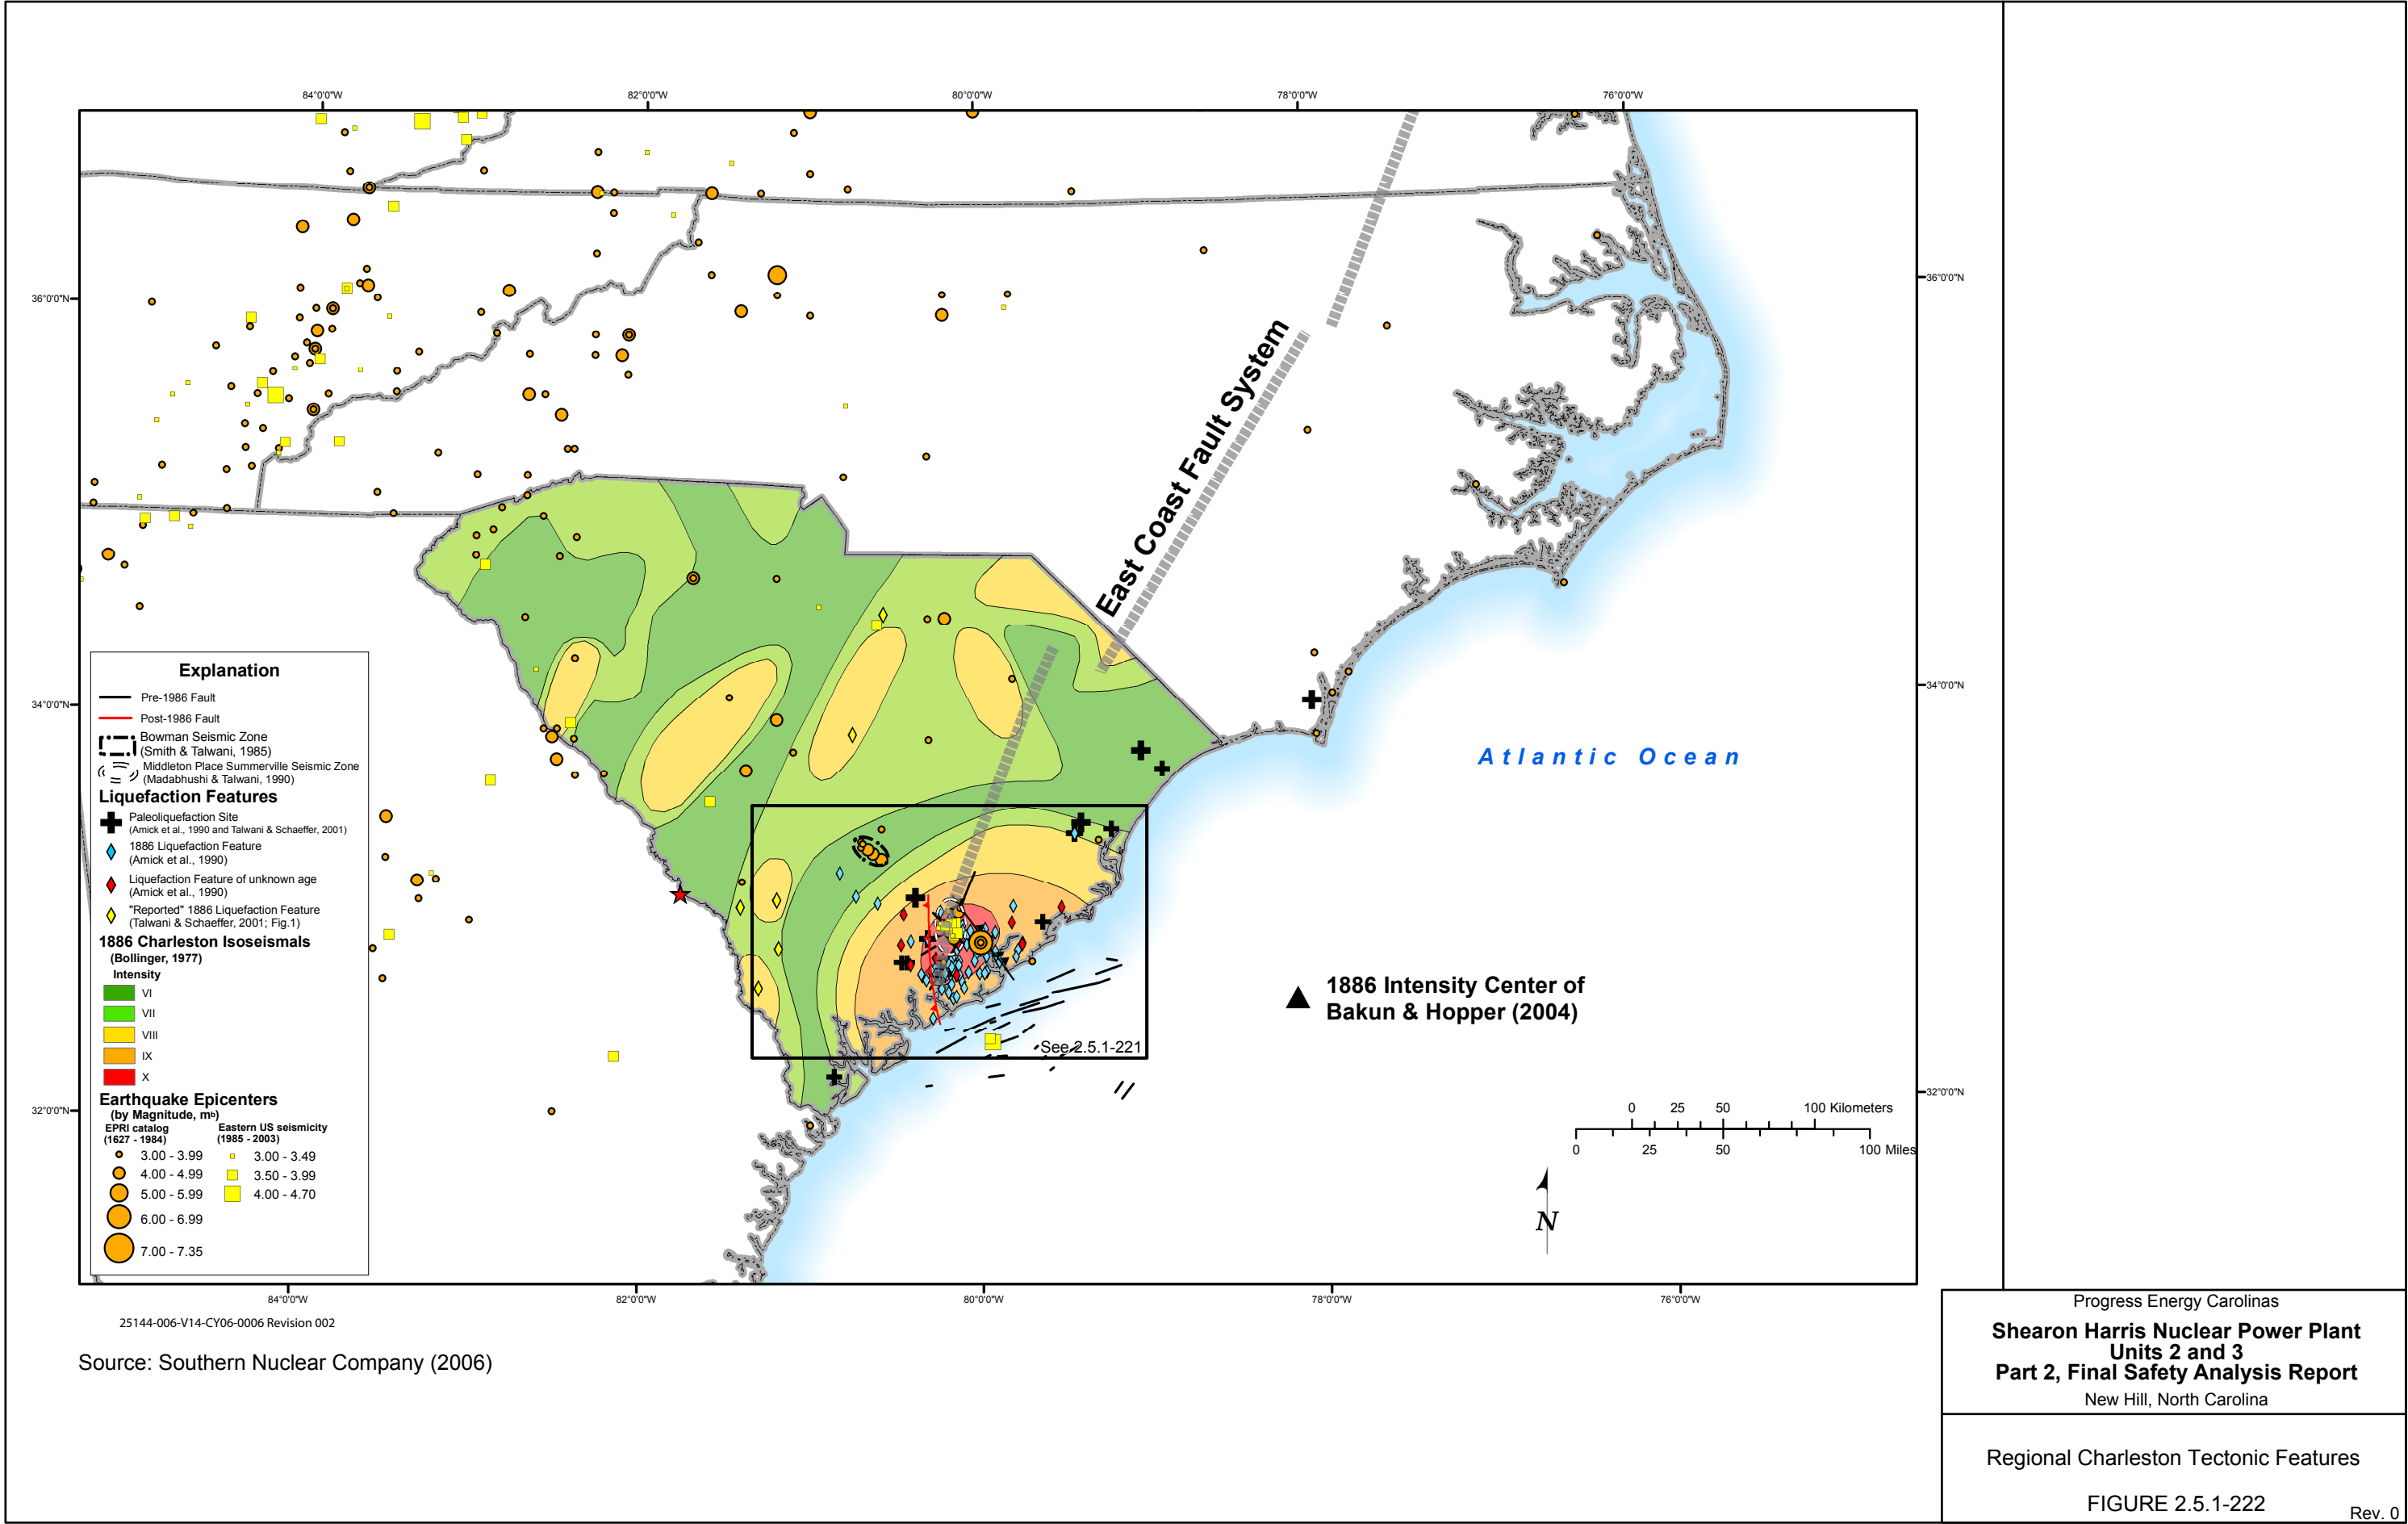 84°0'0"W
82°0'0"W
80°0'0"W
78°0'0"W
76°0'0"W
36°0'0"N
36°0'0"N
East Coast Fault System
34°0'0"N
34°0'0"N
Atlantic Ocean
Explanation
Pre-1986 Fault
Post-1986 Fault
Bowman Seismic Zone
(Smith & Talwani, 1985)
Middleton Place Summerville Seismic Zone
(Madabhushi & Talwani, 1990)
Liquefaction Features
Paleoliquefaction Site
(Amick et al., 1990 and Talwani & Schaeffer, 2001)
1886 Liquefaction Feature
(Amick et al., 1990)
Liquefaction Feature of unknown age
(Amick et al., 1990)
"Reported" 1886 Liquefaction Feature
(Talwani & Schaeffer, 2001; Fig.1)
1886 Charleston Isoseismals
(Bollinger, 1977)
Intensity
VI
VII
VIII
IX
X
Earthquake Epicenters
(by Magnitude, mb)
EPRI catalog
(1627 - 1984)
3.00 - 3.99
4.00 - 4.99
5.00 - 5.99
6.00 - 6.99
7.00 - 7.35
Eastern US seismicity
(1985 - 2003)
3.00 - 3.49
3.50 - 3.99
4.00 - 4.70
1886 Intensity Center of
Bakun & Hopper (2004)
See 2.5.1-221
32°0'0"N
32°0'0"N
0 25 50 100 Kilometers
0 25 50 100 Miles
N
84°0'0"W
82°0'0"W
80°0'0"W
78°0'0"W
76°0'0"W
25144-006-V14-CY06-0006 Revision 002
Source: Southern Nuclear Company (2006)
Progress Energy Carolinas
Shearon Harris Nuclear Power Plant
Units 2 and 3
Part 2, Final Safety Analysis Report
New Hill, North Carolina
Regional Charleston Tectonic Features
FIGURE 2.5.1-222
Rev. 0